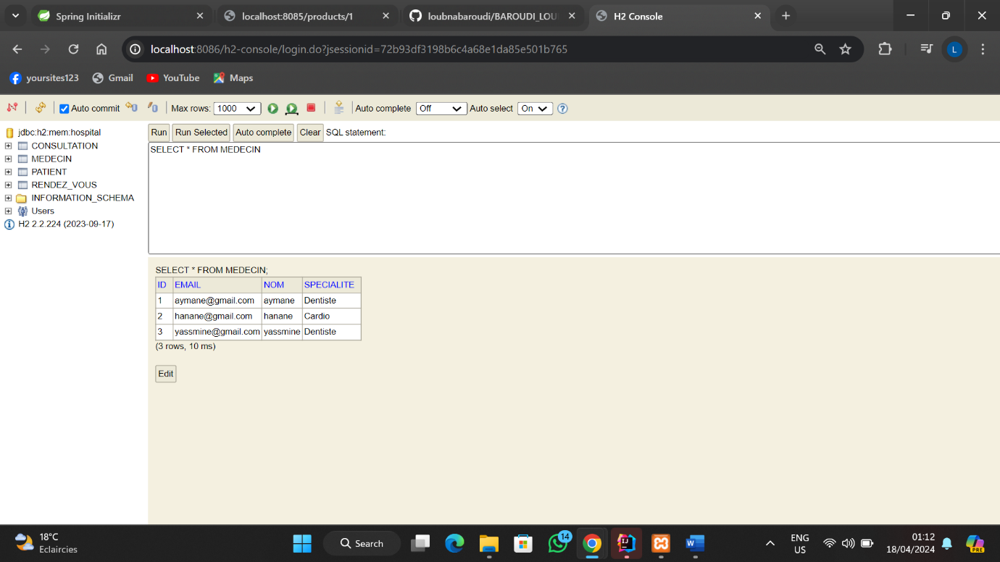 Spring Initializr
localhost:8085/products/1
loubnabaroudi/BAROUDI_LOU
H2 Console
localhost:8086/h2-console/login.do?jsessionid=72b93df3198b6c4a68e1da85e501b765
L
yoursites123 Gmail YouTube Maps
Auto commit Max rows: 1000 Auto complete Off Auto select On ?
jdbc:h2:mem:hospital
CONSULTATION
MEDECIN
PATIENT
RENDEZ_VOUS
INFORMATION_SCHEMA
Users
H2 2.2.224 (2023-09-17)
Run Run Selected Auto complete Clear SQL statement:
SELECT * FROM MEDECIN
SELECT * FROM MEDECIN;
ID EMAIL NOM SPECIALITE
1 aymane@gmail.com aymane Dentiste
2 hanane@gmail.com hanane Cardio
3 yassmine@gmail.com yassmine Dentiste
(3 rows, 10 ms)
Edit
18°C
Eclaircies
Search
14
ENG
US
01:12
18/04/2024
PRE